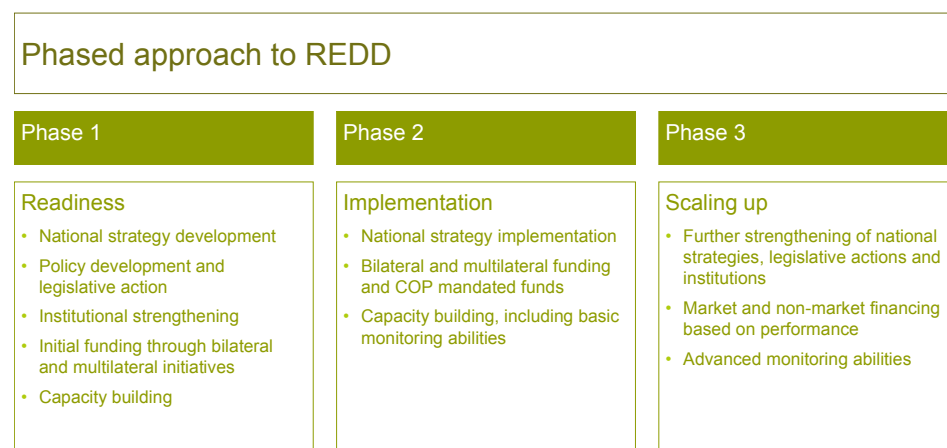 Phased approach to REDD
Phase 1
Readiness
• National strategy development
• Policy development and
legislative action
• Institutional strengthening
• Initial funding through bilateral
and multilateral initiatives
• Capacity building
Phase 2
Implementation
• National strategy implementation
• Bilateral and multilateral funding
and COP mandated funds
• Capacity building, including basic
monitoring abilities
Phase 3
Scaling up
• Further strengthening of national
strategies, legislative actions and
institutions
• Market and non-market financing
based on performance
• Advanced monitoring abilities